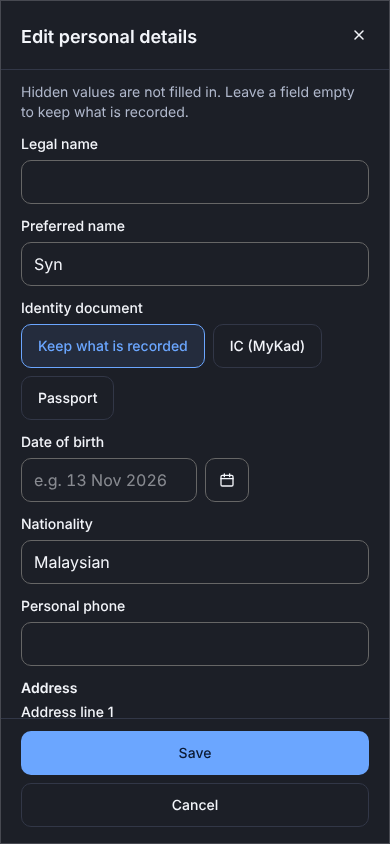 Edit personal details
Hidden values are not filled in. Leave a field empty
to keep what is recorded.
Legal name
Preferred name
Syn
Identity document
Keep what is recorded
IC (MyKad)
Passport
Date of birth
e.g. 13 Nov 2026
Nationality
Malaysian
Personal phone
Address
Address line 1
Save
Cancel